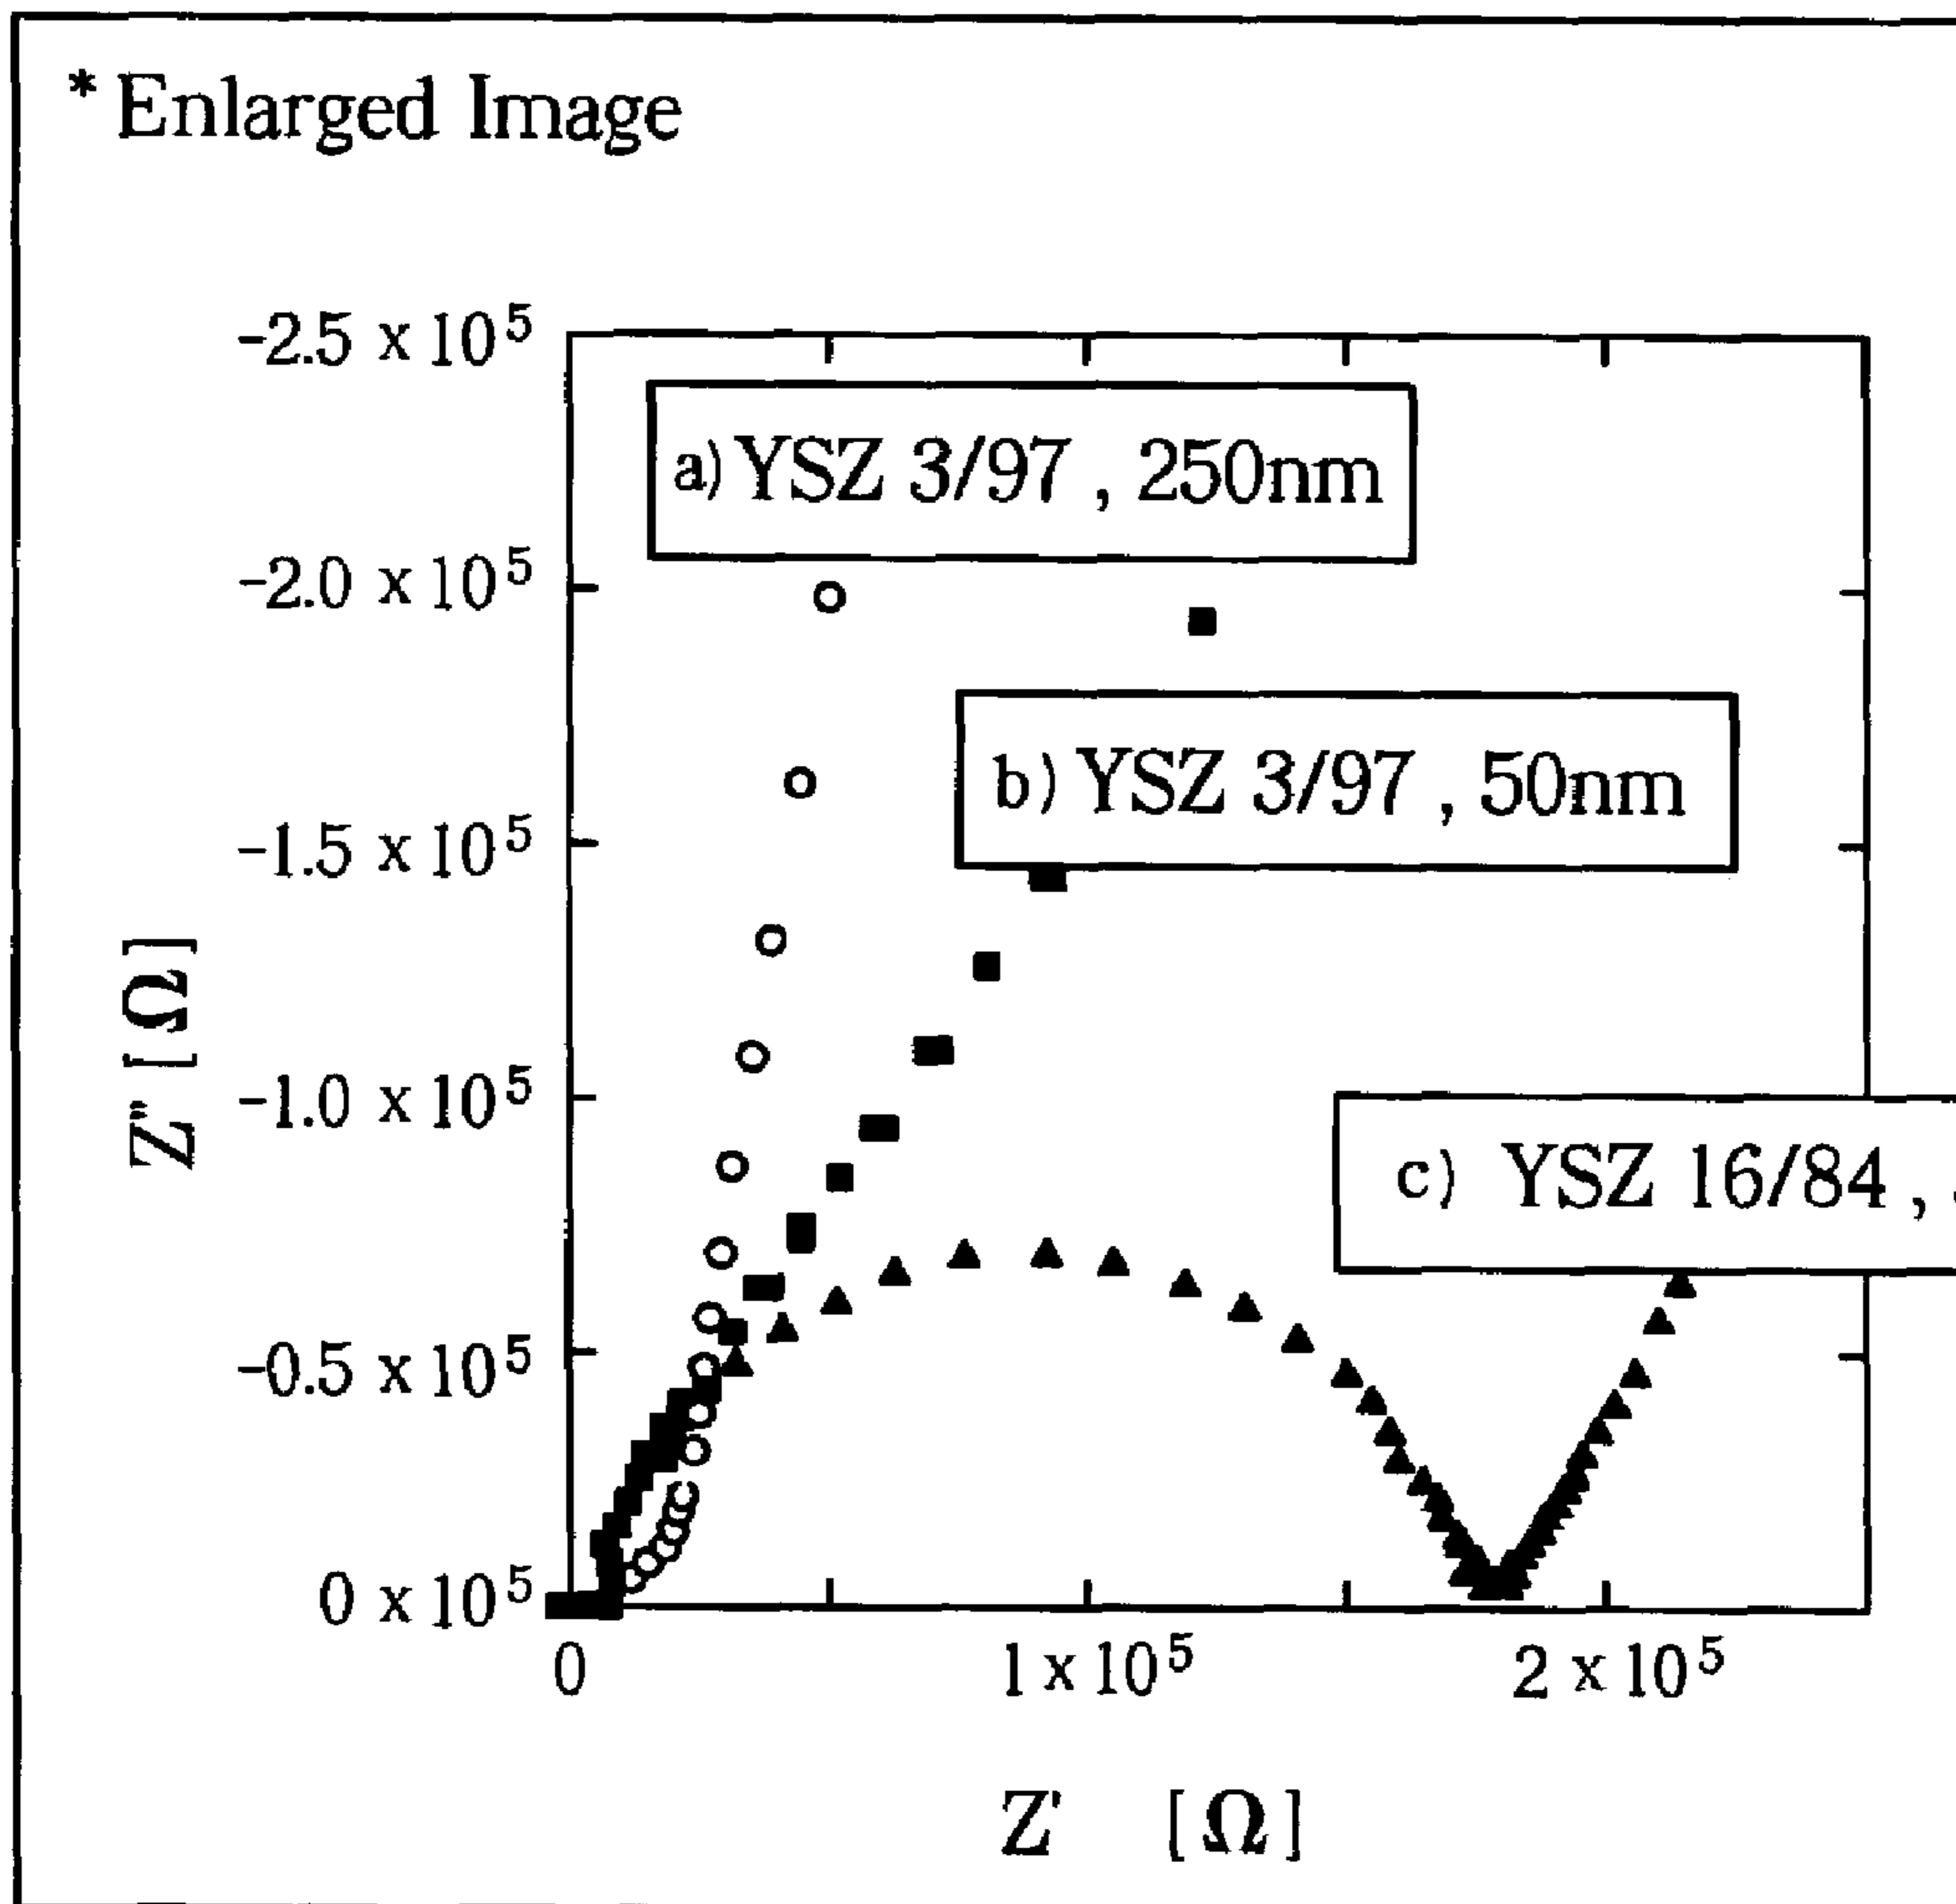 * Enlarged Image
-2.5 x 10⁵
a) YSZ 3/97 , 250nm
-2.0 x 10⁵
b) YSZ 3/97 , 50nm
-1.5 x 10⁵
Z" [Ω]
-1.0 x 10⁵
c) YSZ 16/84 ,
-0.5 x 10⁵
0 x 10⁵
0
1 x 10⁵
2 x 10⁵
Z' [Ω]